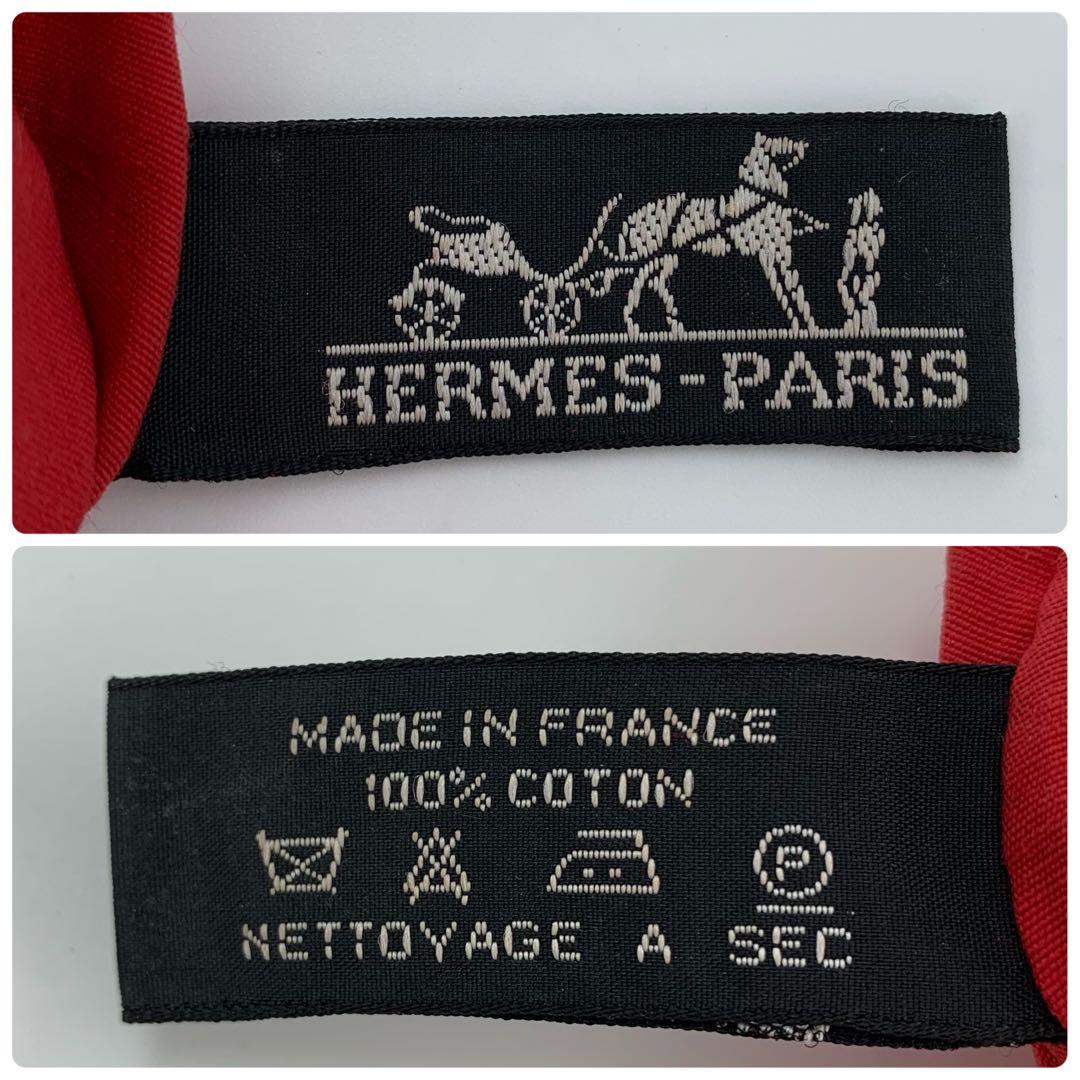 HERMES-PARIS
MADE IN FRANCE
100% COTON
P
NETTOYAGE A SEC